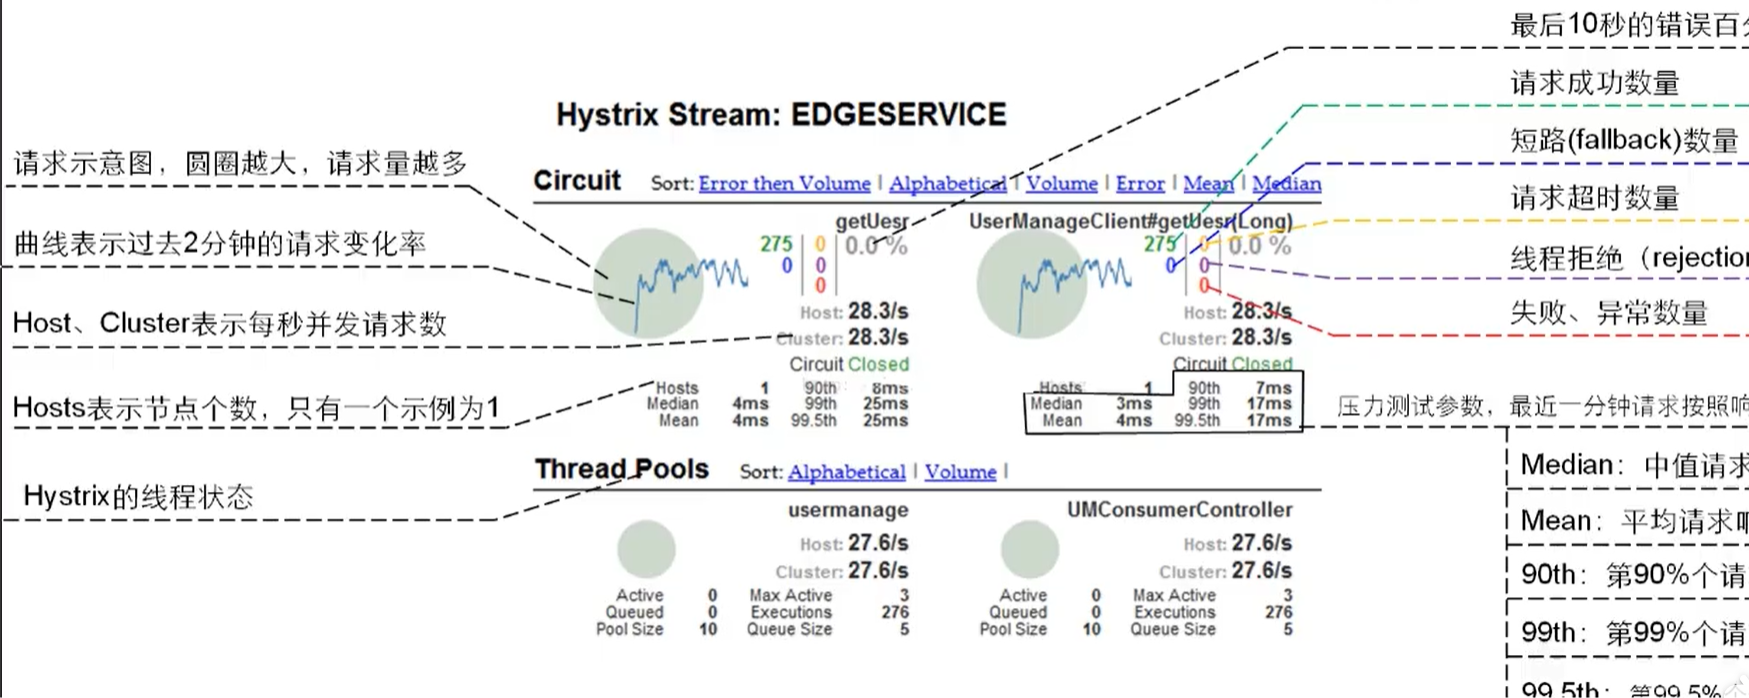 最后10秒的错误百
请求成功数量
短路(fallback)数量
请求超时数量
线程拒绝（rejection
失败、异常数量
请求示意图，圆圈越大，请求量越多
曲线表示过去2分钟的请求变化率
Host、Cluster表示每秒并发请求数
Hosts表示节点个数，只有一个示例为1
Hystrix的线程状态
Hystrix Stream: EDGESERVICE
Circuit Sort: Error then Volume | Alphabetical | Volume | Error | Mean | Median
getUesr
275 0 0.0 %
0 0
0
Host: 28.3/s
Cluster: 28.3/s
Circuit Closed
Hosts 1 90th 8ms
Median 4ms 99th 25ms
Mean 4ms 99.5th 25ms
UserManageClient#getUesr(Long)
275 0 0.0 %
0 0
0
Host: 28.3/s
Cluster: 28.3/s
Circuit Closed
Hosts 1 90th 7ms
Median 3ms 99th 17ms
Mean 4ms 99.5th 17ms
Thread Pools Sort: Alphabetical | Volume |
usermanage
Host: 27.6/s
Cluster: 27.6/s
Active 0 Max Active 3
Queued 0 Executions 276
Pool Size 10 Queue Size 5
UMConsumerController
Host: 27.6/s
Cluster: 27.6/s
Active 0 Max Active 3
Queued 0 Executions 276
Pool Size 10 Queue Size 5
压力测试参数，最近一分钟请求按照响
Median：中值请求
Mean：平均请求响
90th：第90%个请
99th：第99%个请
99.5th：第99.5%